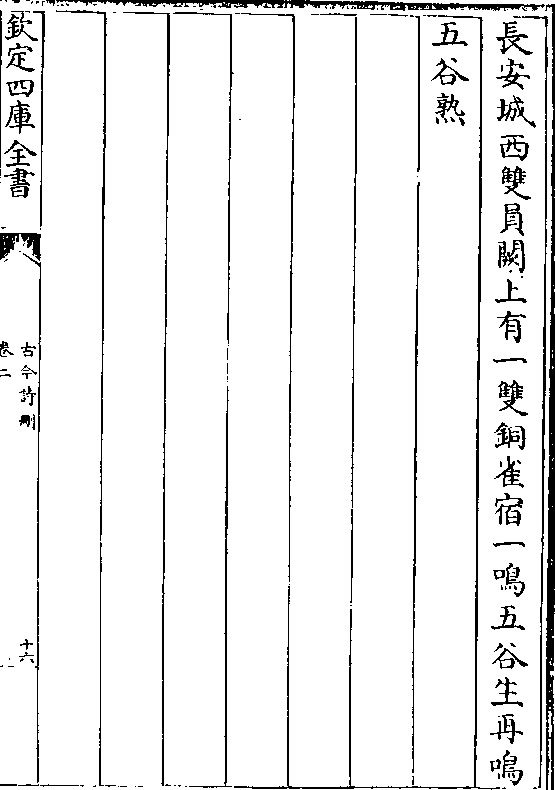 長安城西雙員闕上有一雙銅雀宿一鳴五谷生再鳴
五谷熟
欽定四庫全書
古今詩刪
卷二
十六